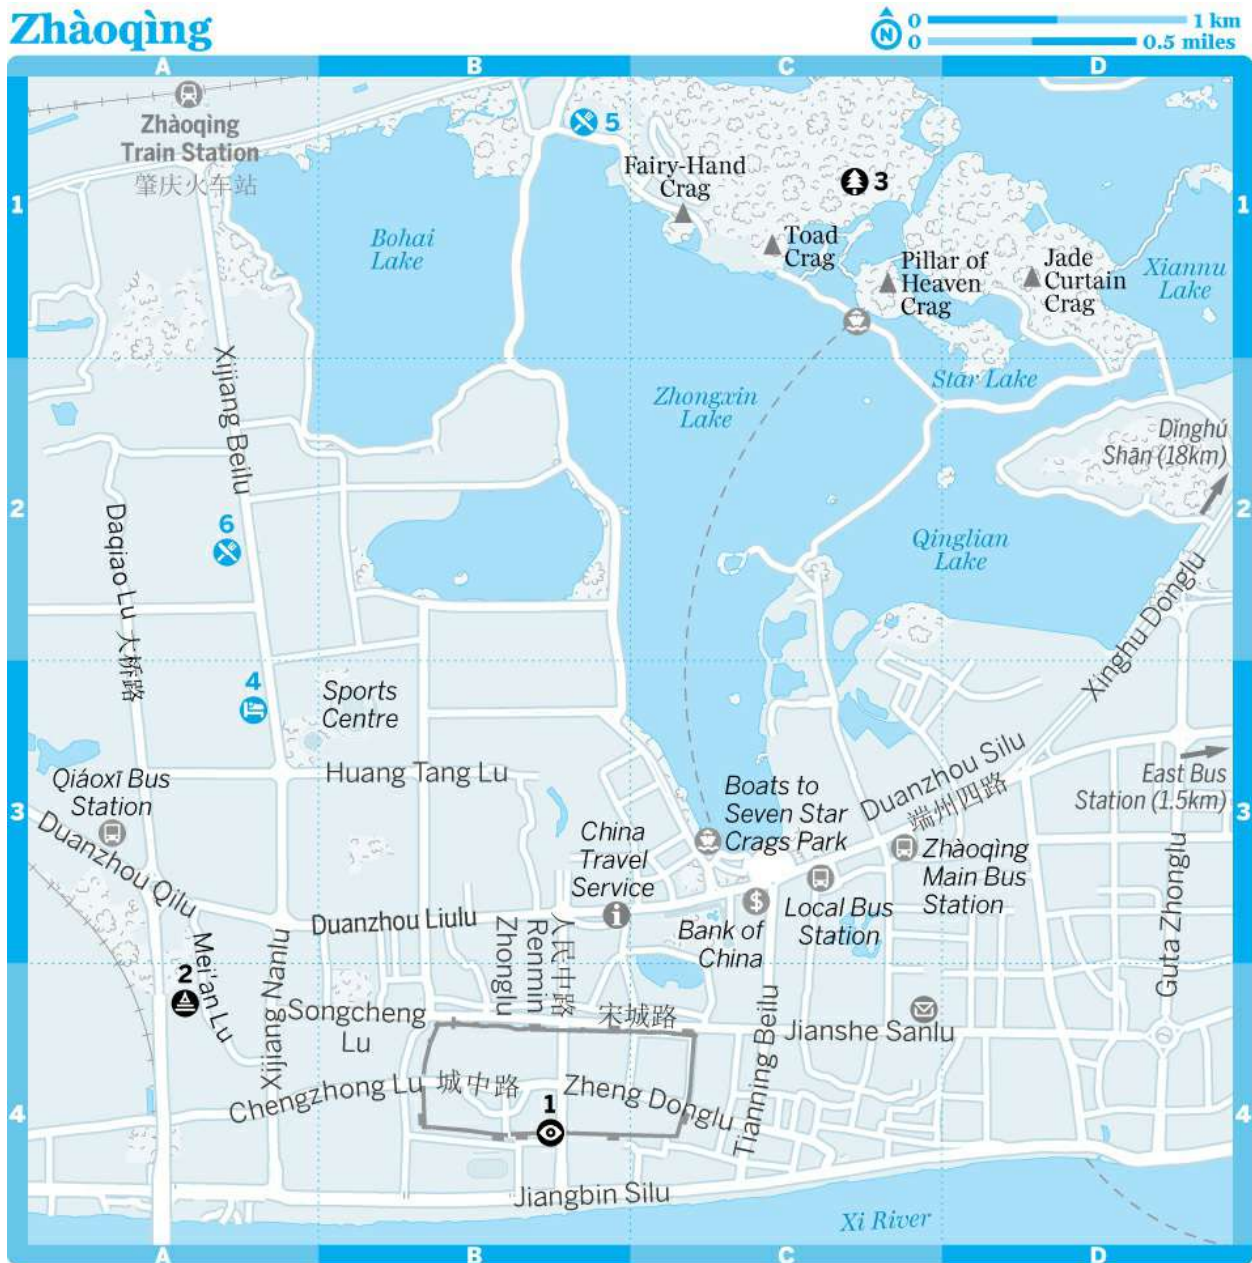 Zhàoqìng
N
0 1 km
0 0.5 miles
A B C D
Zhàoqìng
Train Station
肇庆火车站
5
Fairy-Hand
Crag
3
1 1
Bohai
Lake
Toad
Crag
Pillar of
Heaven
Crag
Jade
Curtain
Crag
Xiannu
Lake
Xijiang Beilu
Zhongxin
Lake
Star Lake
Dǐnghú
Shān (18km)
2 2
6
Daqiao Lu 大桥路
Qinglian
Lake
Xinghu Donglu
4
Sports
Centre
Huang Tang Lu
Qiáoxī Bus
Station
3 3
Duanzhou Qilu
China
Travel
Service
Boats to
Seven Star
Crags Park
Duanzhou Silu
端州四路
East Bus
Station (1.5km)
Zhàoqìng
Main Bus
Station
Local Bus
Station
Bank of
China
$
i
Duanzhou Liulu
Renmin
Zhonglu
人民中路
Guta Zhonglu
2
Mei'an Lu
Xijiang Nanlu
Songcheng
Lu
宋城路
Tianning Beilu
Jianshe Sanlu
Chengzhong Lu 城中路
Zheng Donglu
1
4 4
Jiangbin Silu
Xi River
A B C D